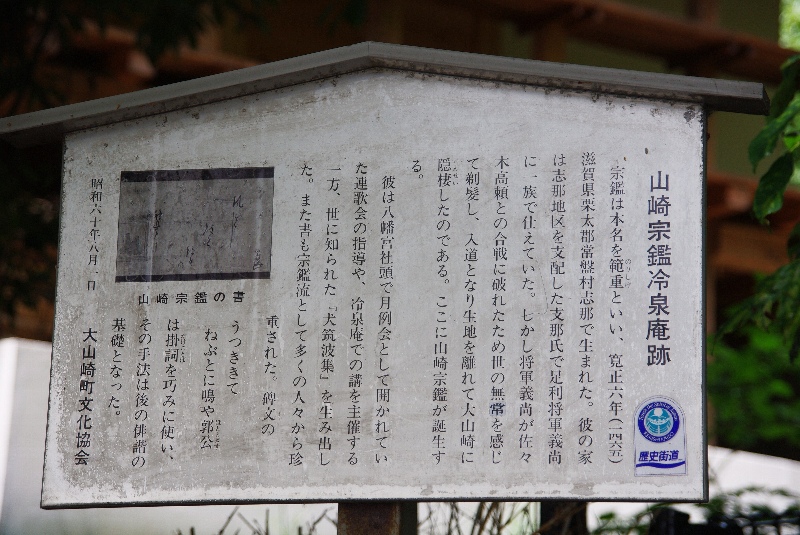 山崎宗鑑冷泉庵跡
宗鑑は本名を範重といい、寛正六年(一四六五)
滋賀県栗太郡常盤村志那で生まれた。彼の家
は志那地区を支配した支那氏で足利将軍義尚
に一族で仕えていた。しかし将軍義尚が佐々
木高頼との合戦に破れたため世の無常を感じ
て剃髪し、入道となり生地を離れて大山崎に
隠棲したのである。ここに山崎宗鑑が誕生す
る。
彼は八幡宮社頭で月例会として開かれてい
た連歌会の指導や、冷泉庵での講を主催する
一方、世に知られた「犬筑波集」を生み出し
た。また書も宗鑑流として多くの人々から珍
重された。碑文の
うつききて
ねぶとに鳴や郭公
は掛詞を巧みに使い、
その手法は後の俳諧の
基礎となった。
山崎宗鑑の書
昭和六十年八月一日
大山崎町文化協会
歴史街道